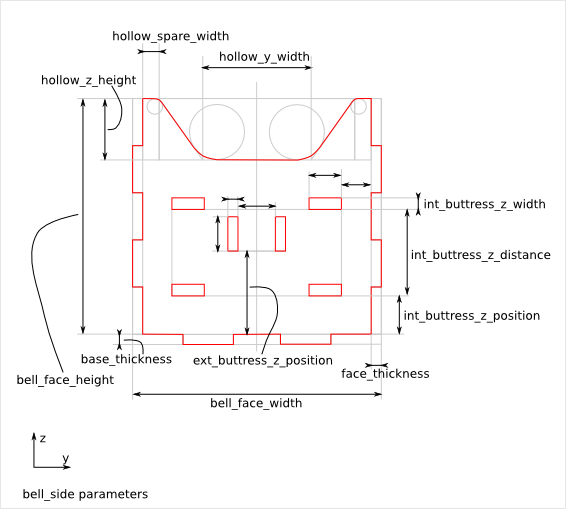 hollow_spare_width
hollow_y_width
hollow_z_height
int_buttress_z_width
int_buttress_z_distance
int_buttress_z_position
base_thickness
ext_buttress_z_position
face_thickness
bell_face_height
bell_face_width
z
y
bell_side parameters